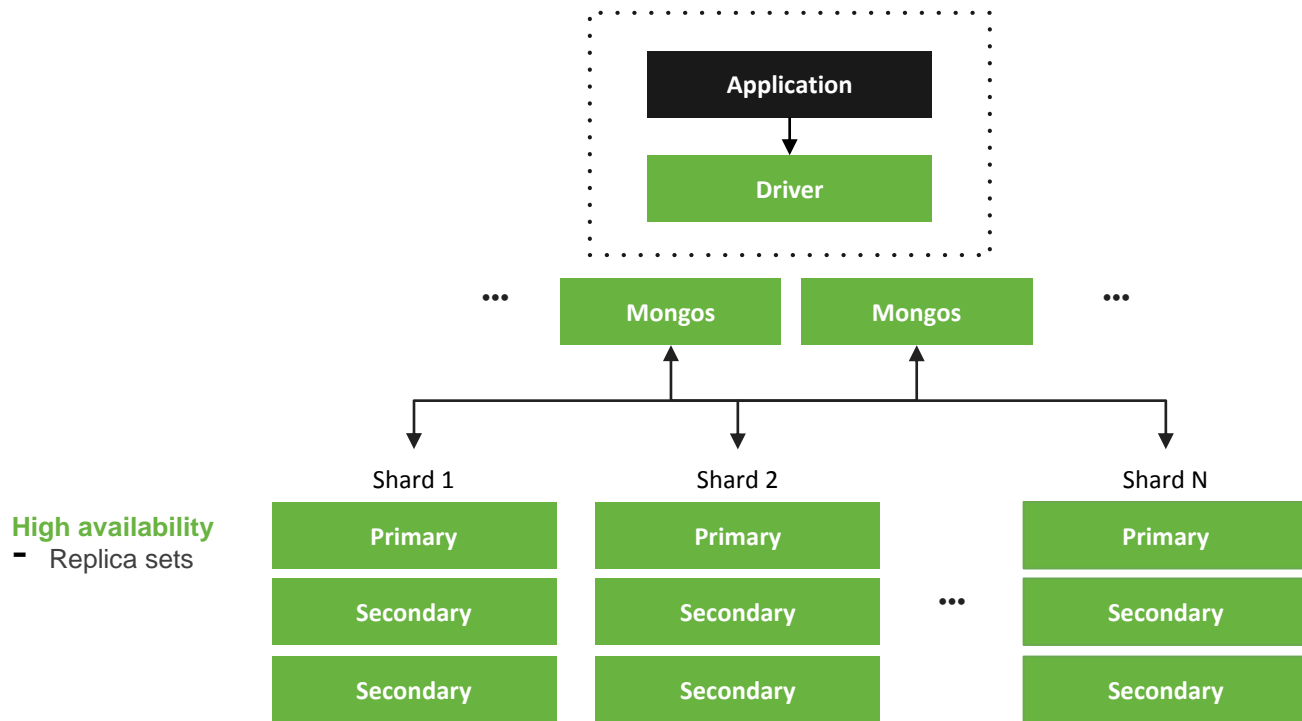 Application
Driver
... Mongos Mongos ...
Shard 1 Shard 2 Shard N
High availability
- Replica sets
Primary Primary Primary
Secondary Secondary ... Secondary
Secondary Secondary Secondary